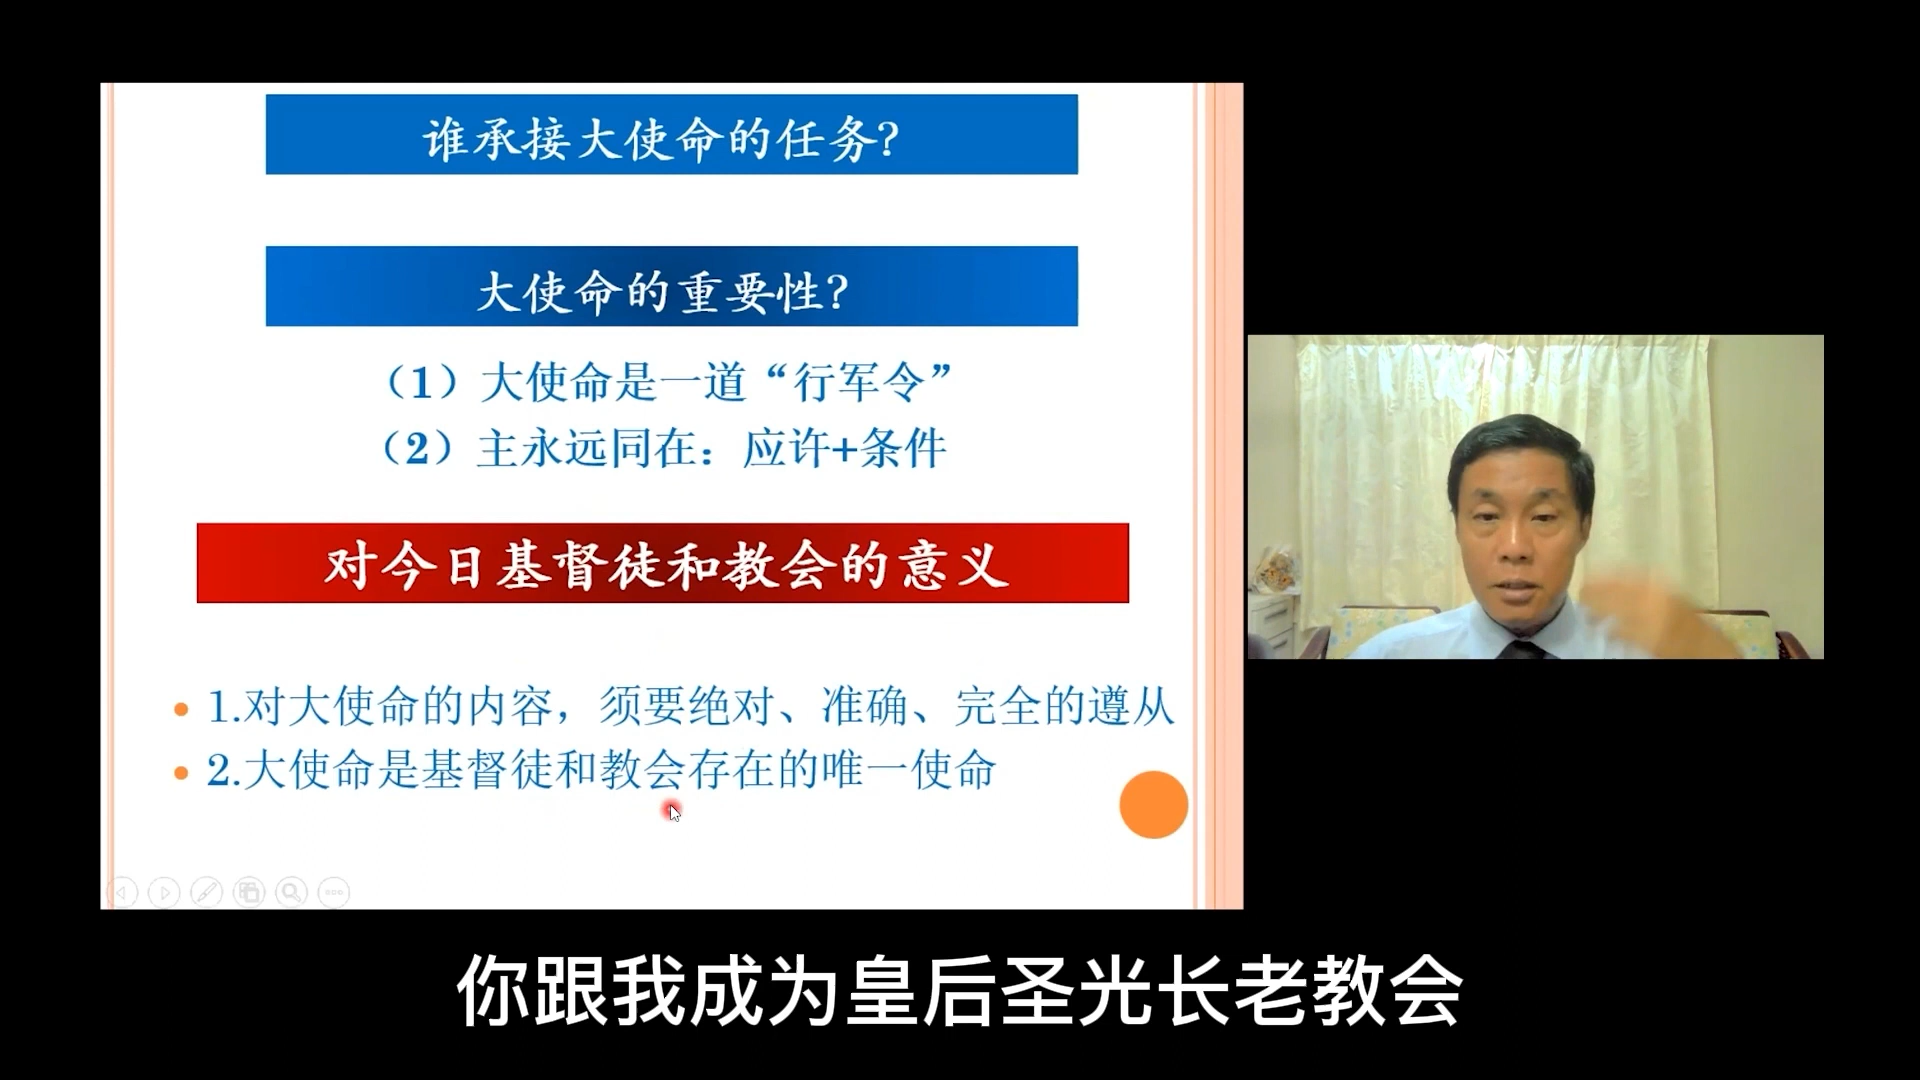 谁承接大使命的任务?
大使命的重要性?
（1）大使命是一道“行军令”
（2）主永远同在：应许+条件
对今日基督徒和教会的意义
• 1.对大使命的内容，须要绝对、准确、完全的遵从
• 2.大使命是基督徒和教会存在的唯一使命
你跟我成为皇后圣光长老教会